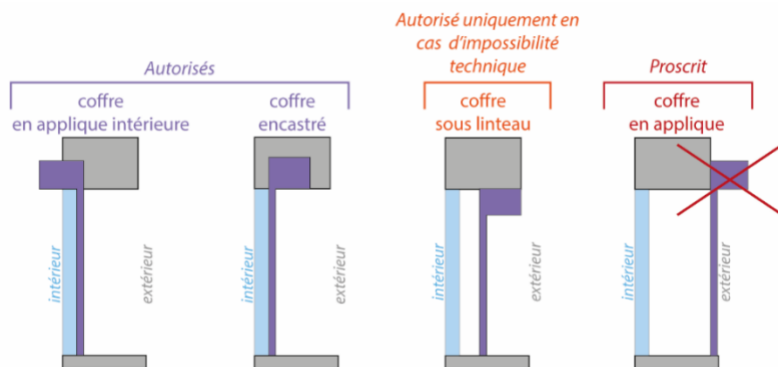 Autorisés
coffre
en applique intérieure
coffre
encastré
Autorisé uniquement en
cas d'impossibilité
technique
coffre
sous linteau
Proscrit
coffre
en applique
intérieur
extérieur
intérieur
extérieur
intérieur
extérieur
intérieur
extérieur